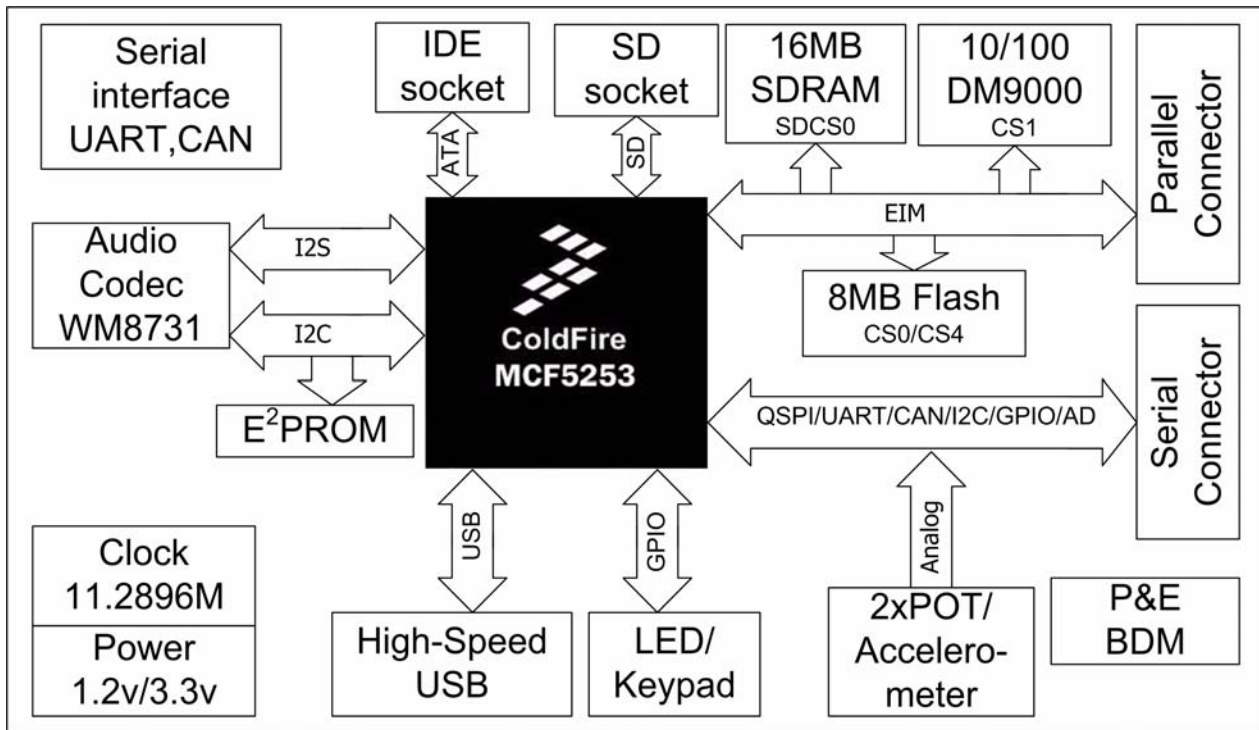 Serial
interface
UART,CAN
IDE
socket
SD
socket
16MB
SDRAM
SDCS0
10/100
DM9000
CS1
Parallel
Connector
ATA
SD
EIM
Audio
Codec
WM8731
I2S
I2C
E²PROM
ColdFire
MCF5253
8MB Flash
CS0/CS4
QSPI/UART/CAN/I2C/GPIO/AD
Serial
Connector
USB
GPIO
Analog
Clock
11.2896M
Power
1.2v/3.3v
High-Speed
USB
LED/
Keypad
2xPOT/
Accelero-
meter
P&E
BDM